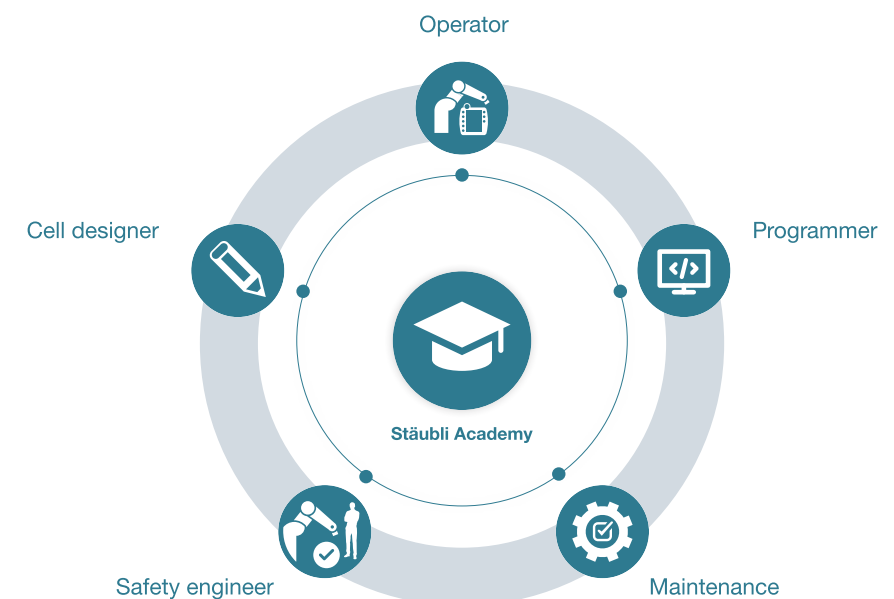 Operator
Cell designer
Programmer
</>
Stäubli Academy
Safety engineer
Maintenance